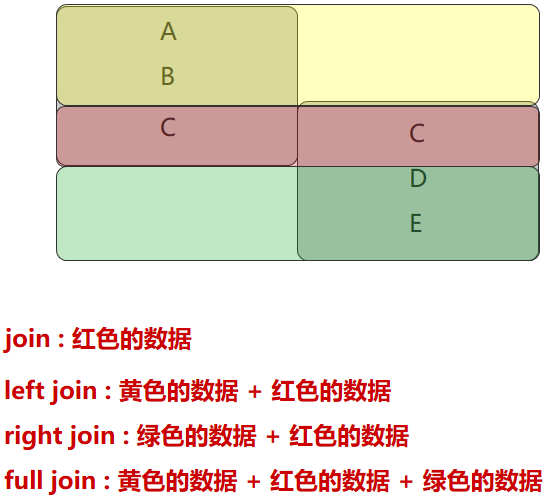 A
B
C
C
D
E
join : 红色的数据
left join : 黄色的数据 + 红色的数据
right join : 绿色的数据 + 红色的数据
full join : 黄色的数据 + 红色的数据 + 绿色的数据